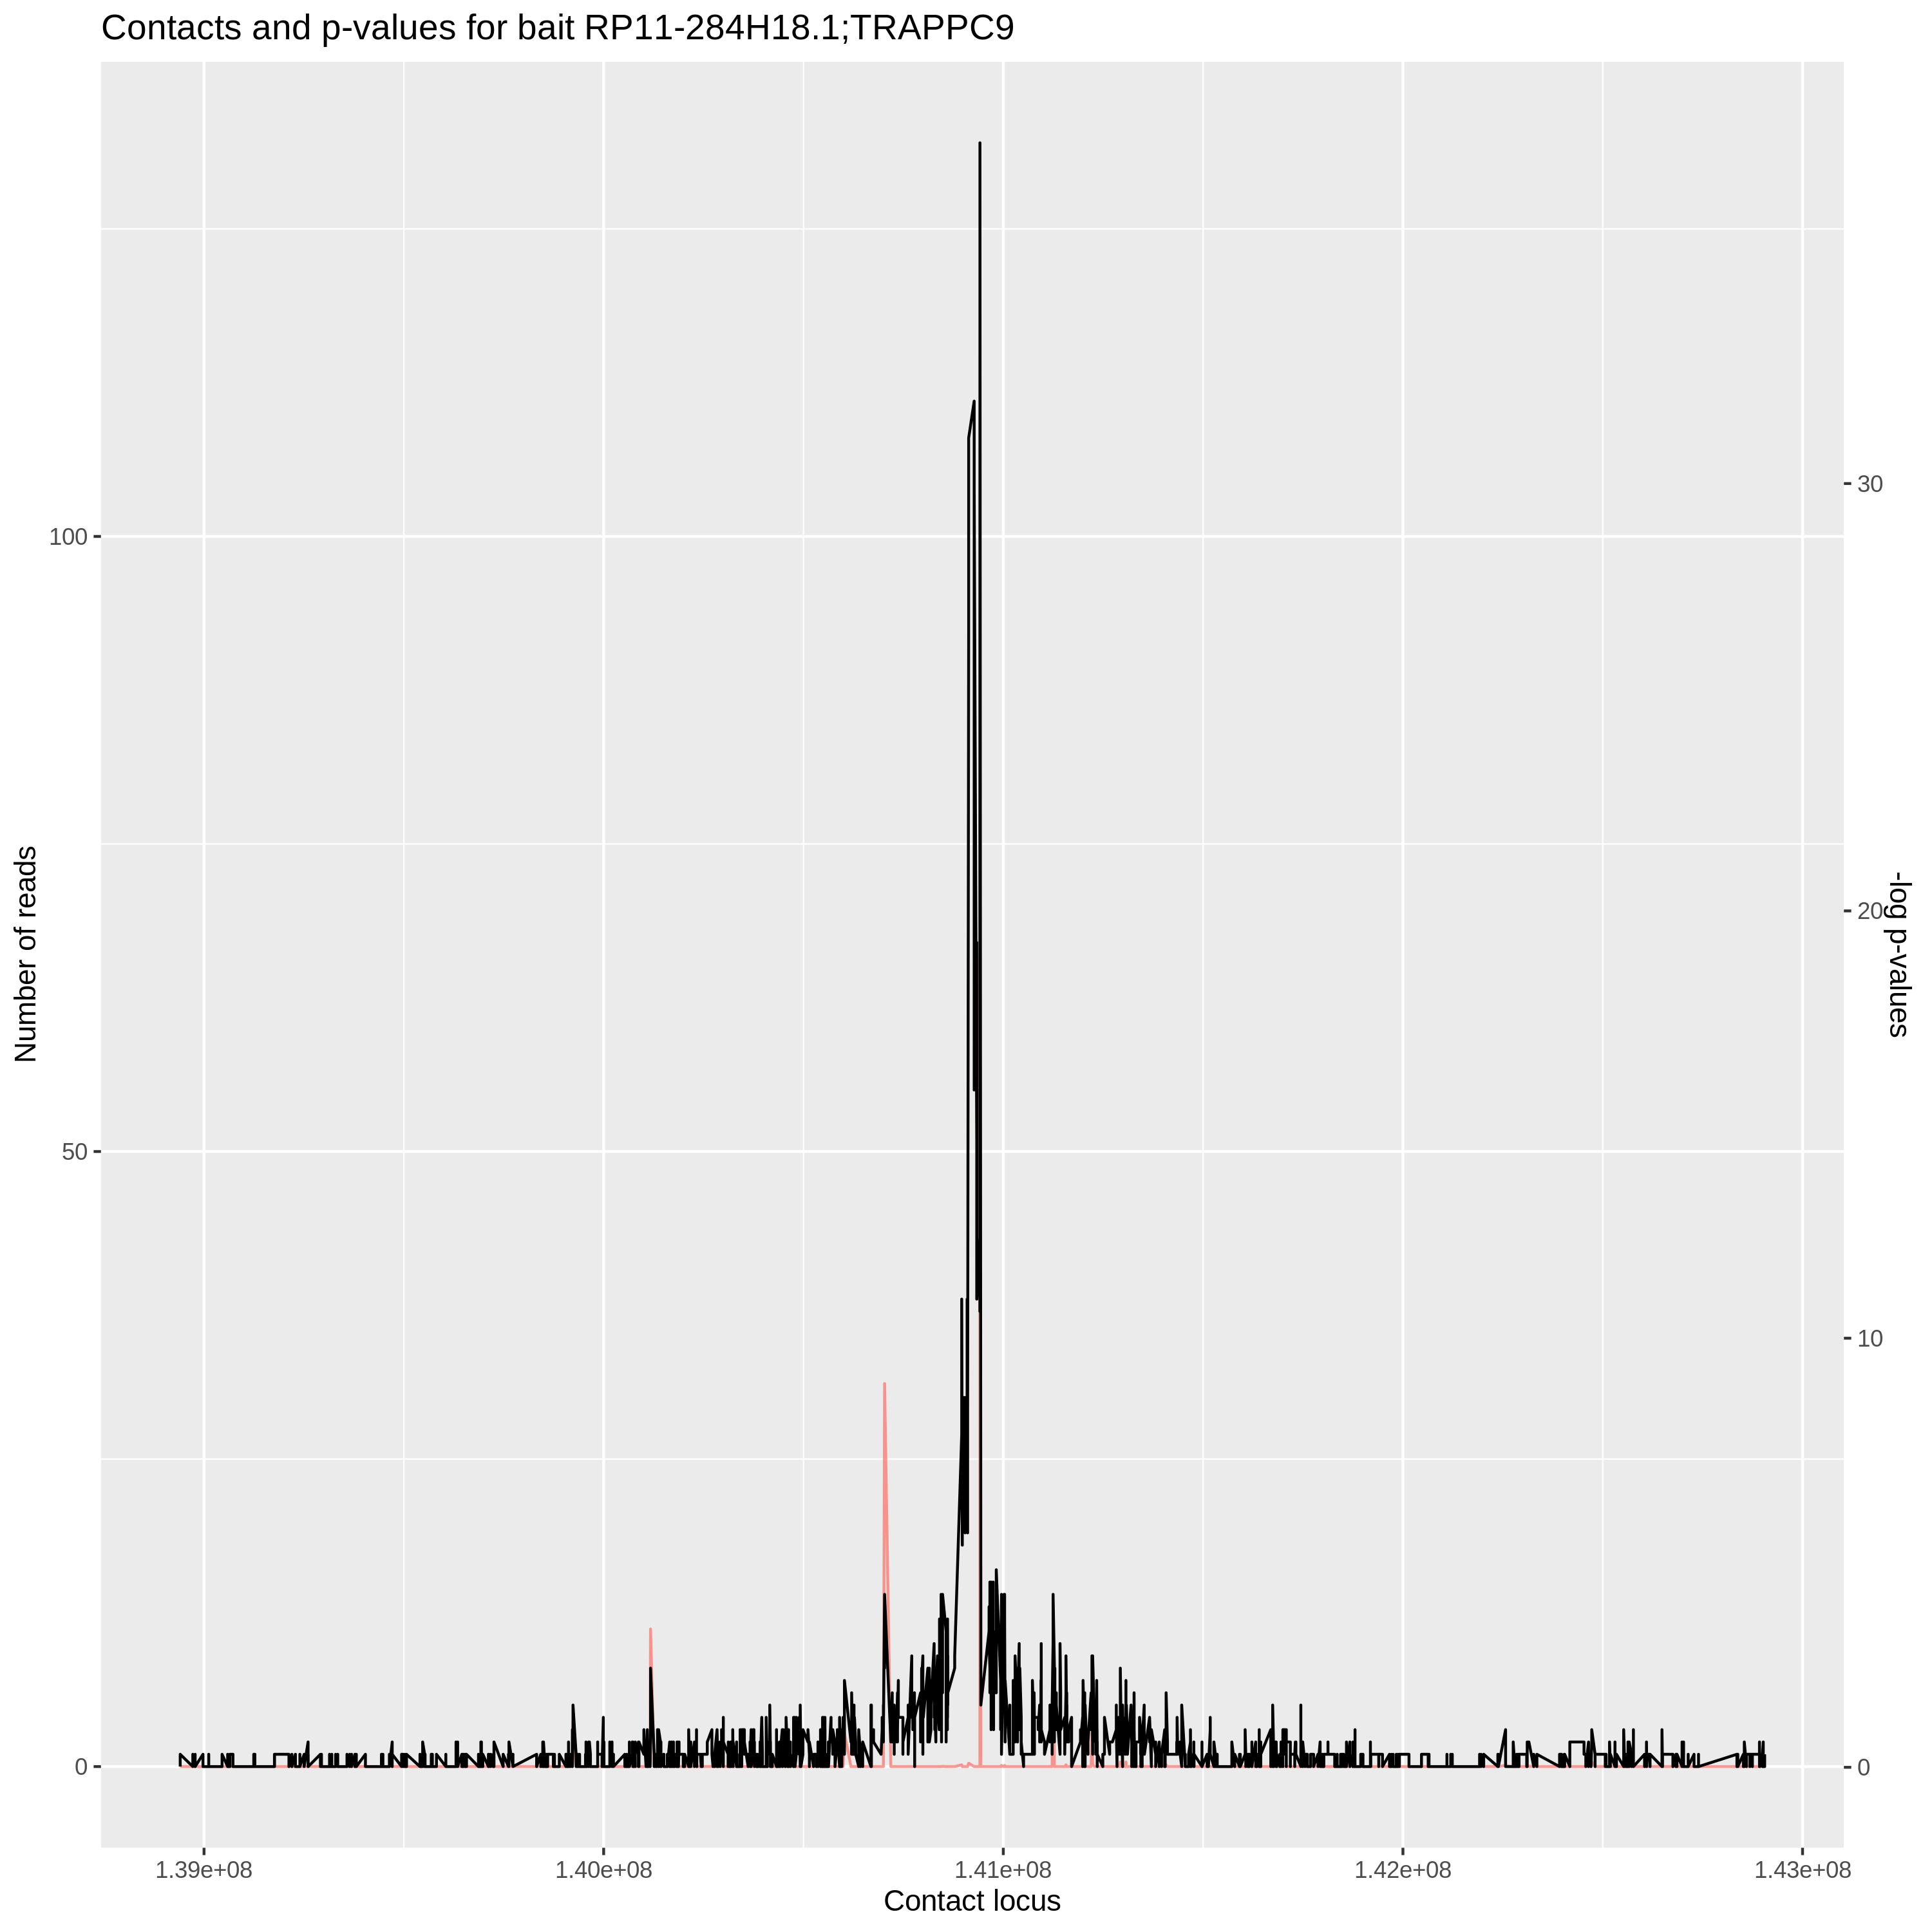 Contacts and p-values for bait RP11-284H18.1;TRAPPC9
Number of reads
100
50
0
30
20
10
0
-log p-values
1.39e+08 1.40e+08 1.41e+08 1.42e+08 1.43e+08
Contact locus